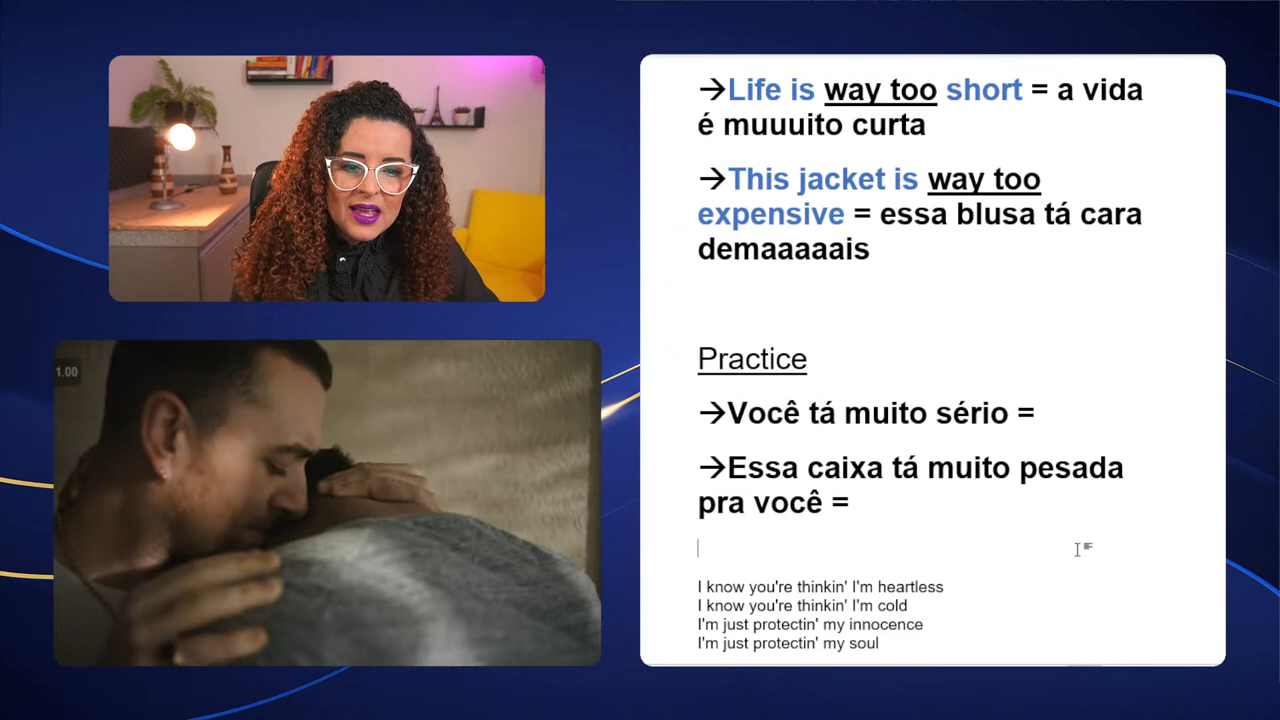 →Life is way too short = a vida
é muuuito curta
→This jacket is way too
expensive = essa blusa tá cara
demaaaaais
1.00
Practice
→Você tá muito sério =
→Essa caixa tá muito pesada
pra você =
I know you're thinkin' I'm heartless
I know you're thinkin' I'm cold
I'm just protectin' my innocence
I'm just protectin' my soul